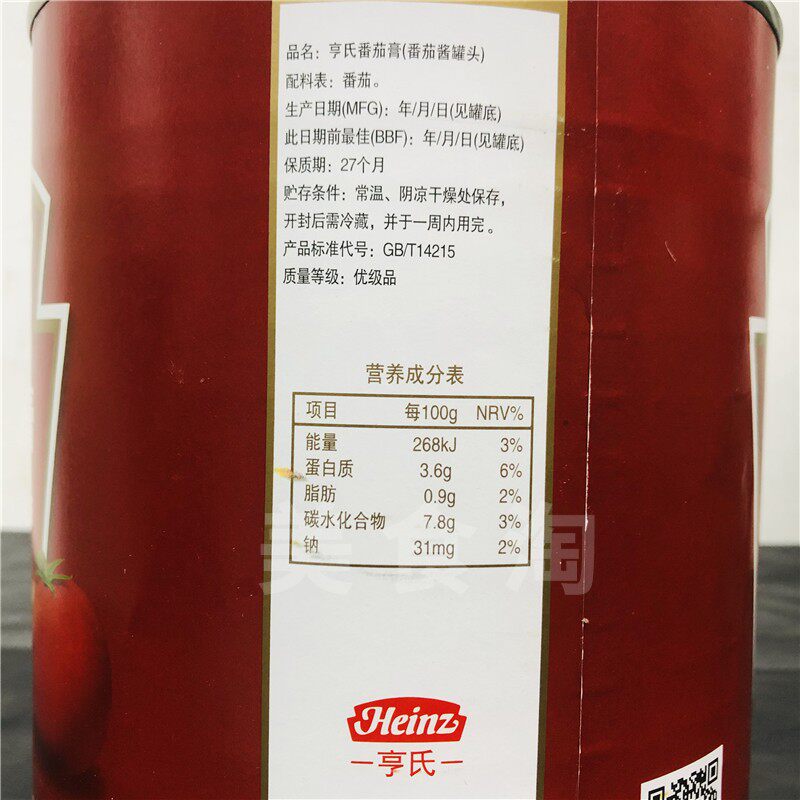 品名：亨氏番茄膏(番茄酱罐头)
配料表：番茄。
生产日期(MFG)：年/月/日(见罐底)
此日期前最佳(BBF)：年/月/日(见罐底)
保质期：27个月
贮存条件：常温、阴凉干燥处保存，
开封后需冷藏，并于一周内用完。
产品标准代号：GB/T14215
质量等级：优级品
营养成分表
项目 每100g NRV%
能量 268kJ 3%
蛋白质 3.6g 6%
脂肪 0.9g 2%
碳水化合物 7.8g 3%
钠 31mg 2%
美食淘
Heinz
亨氏